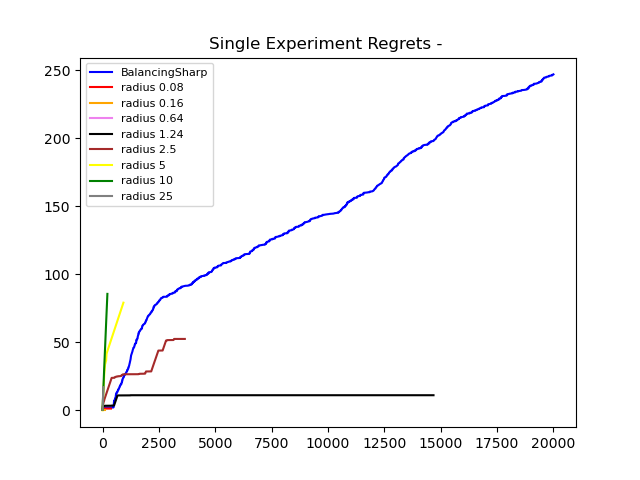 Single Experiment Regrets -
250
200
150
100
50
0
BalancingSharp
radius 0.08
radius 0.16
radius 0.64
radius 1.24
radius 2.5
radius 5
radius 10
radius 25
0 2500 5000 7500 10000 12500 15000 17500 20000